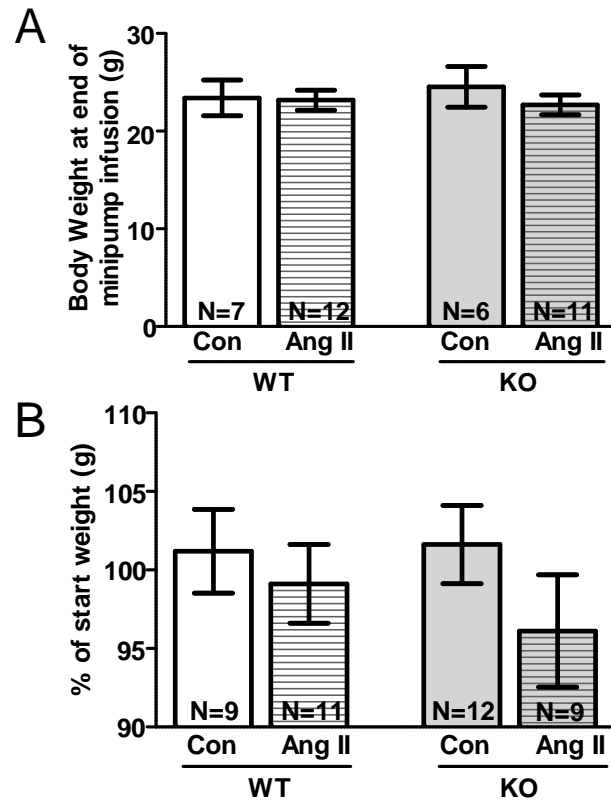 A
Body Weight at end of
minipump infusion (g)
30
20
10
0
N=7
N=12
N=6
N=11
Con
Ang II
Con
Ang II
WT
KO
B
% of start weight (g)
110
105
100
95
90
N=9
N=11
N=12
N=9
Con
Ang II
Con
Ang II
WT
KO